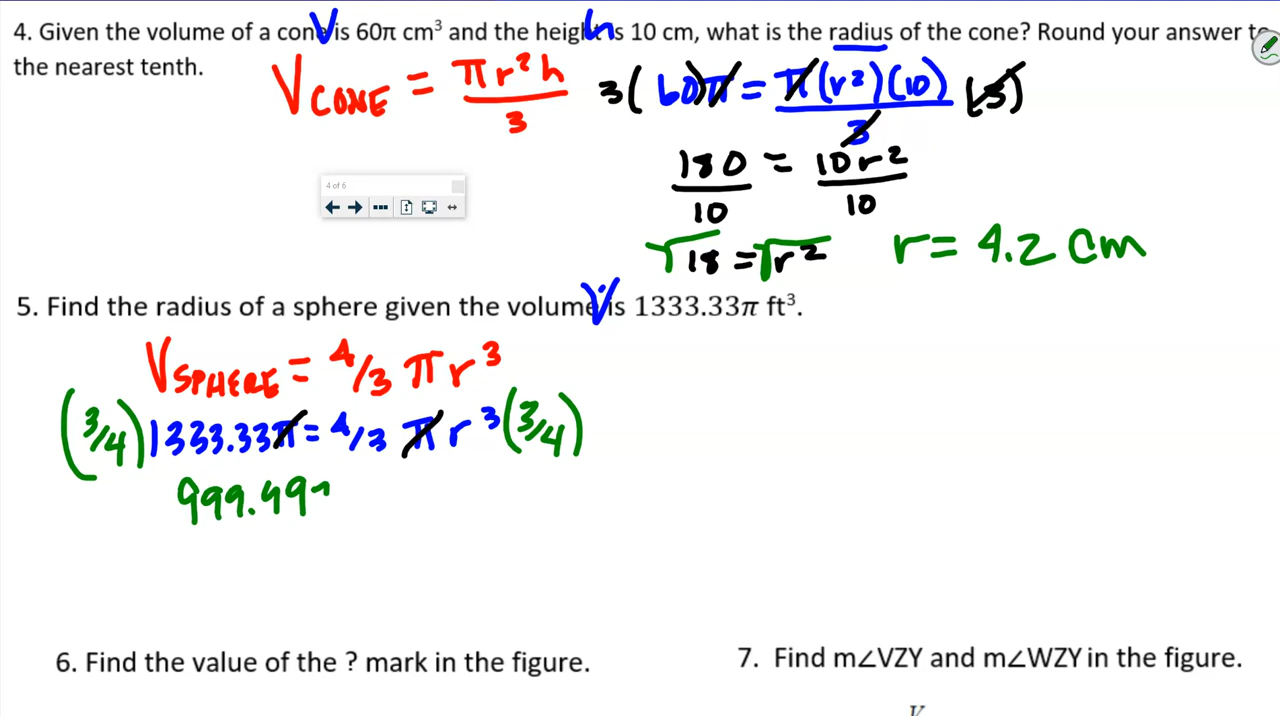 4. Given the volume of a cone is 60π cm³ and the height is 10 cm, what is the radius of the cone? Round your answer to
the nearest tenth.
V h
V CONE = πr²h / 3
3(60)π = π(r²)(10) / 3 (3)
4 of 6
180 / 10 = 10r² / 10
√18 = √r²
r = 4.2 cm
5. Find the radius of a sphere given the volume is 1333.33π ft³.
V
V SPHERE = 4/3 πr³
(3/4) 1333.33π = 4/3 πr³ (3/4)
999.499
6. Find the value of the ? mark in the figure.
7. Find m∠VZY and m∠WZY in the figure.
V